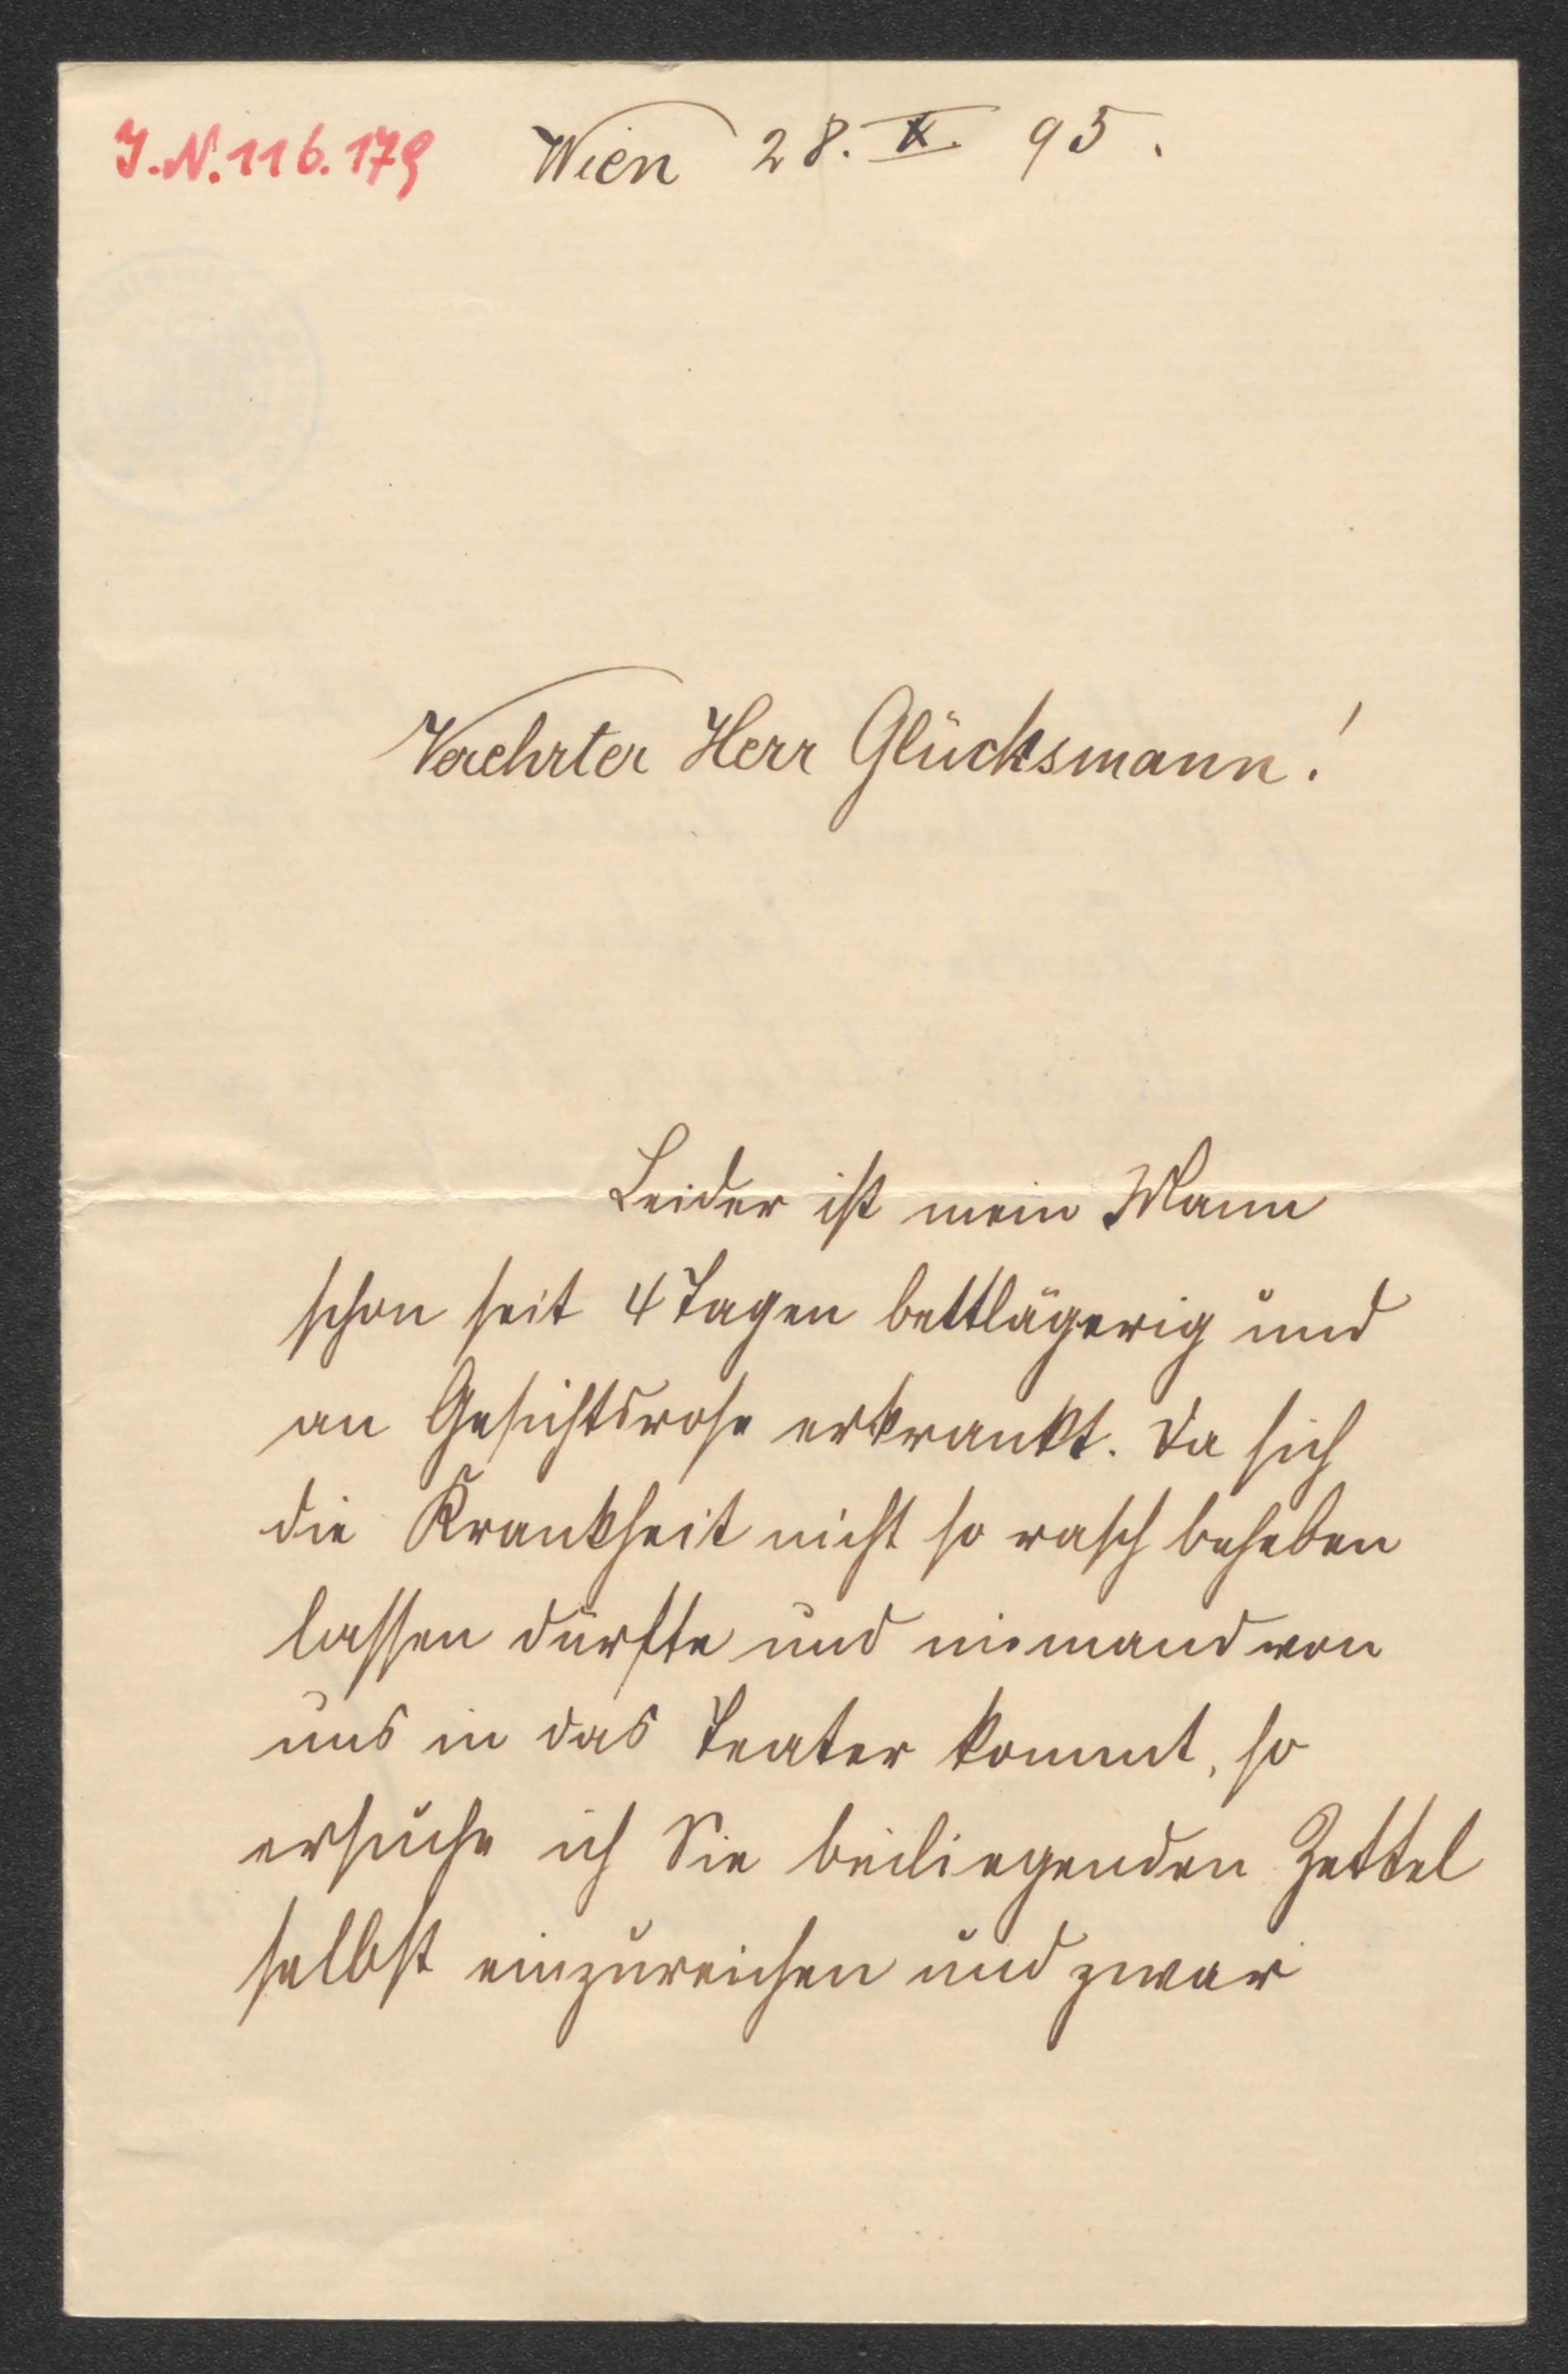 J.N. 116.179
Wien 28. X. 95.
Verehrter Herr Glücksmann!
Leider ist mein Mann
schon seit 4 Tagen bettlägerig und
an Gesichtsrose erkrankt. Da sich
die Krankheit nicht so rasch beheben
lassen dürfte und niemand von
uns in das Teater kommt, so
ersuche ich Sie beiliegenden Zettel
selbst einzureichen und zwar